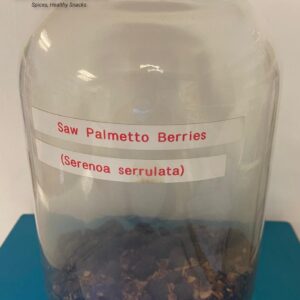 Spices, Healthy Snacks.
Saw Palmetto Berries
(Serenoa serrulata)